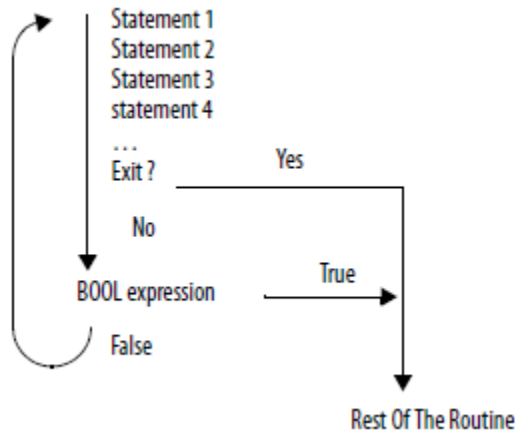 Statement 1
Statement 2
Statement 3
statement 4
...
Exit ?
Yes
No
BOOL expression
True
False
Rest Of The Routine